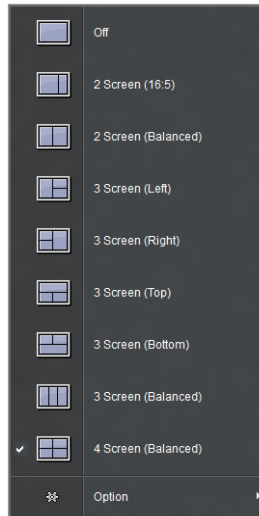 Off
2 Screen (16:5)
2 Screen (Balanced)
3 Screen (Left)
3 Screen (Right)
3 Screen (Top)
3 Screen (Bottom)
3 Screen (Balanced)
4 Screen (Balanced)
Option